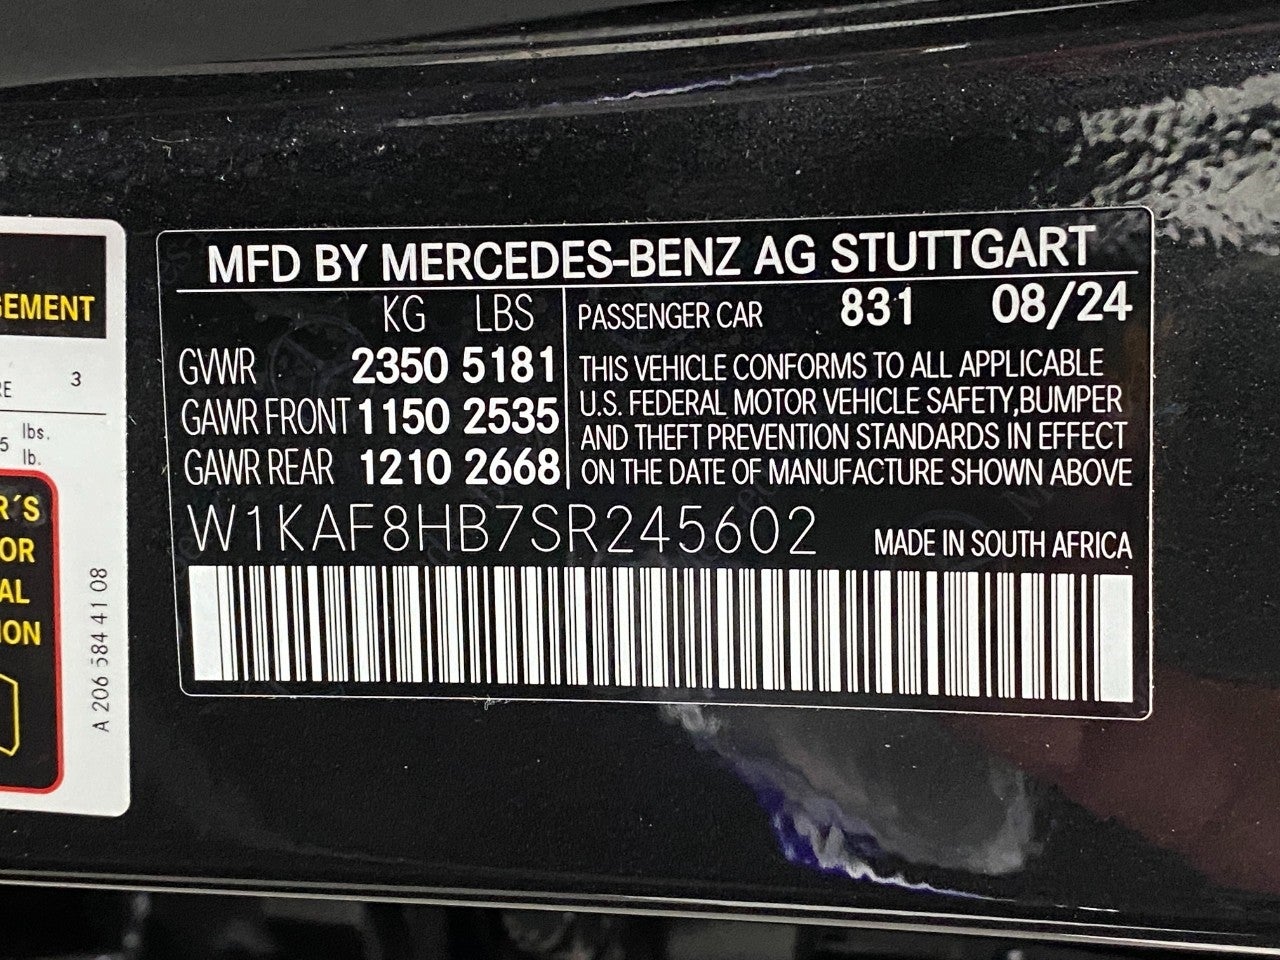 GEMENT
RE 3
5 lbs.
lb.
R´S
OR
AL
ION
A 206 584 41 08
MFD BY MERCEDES-BENZ AG STUTTGART
KG LBS
GVWR 2350 5181
GAWR FRONT 1150 2535
GAWR REAR 1210 2668
PASSENGER CAR 831 08/24
THIS VEHICLE CONFORMS TO ALL APPLICABLE
U.S. FEDERAL MOTOR VEHICLE SAFETY,BUMPER
AND THEFT PREVENTION STANDARDS IN EFFECT
ON THE DATE OF MANUFACTURE SHOWN ABOVE
W1KAF8HB7SR245602
MADE IN SOUTH AFRICA